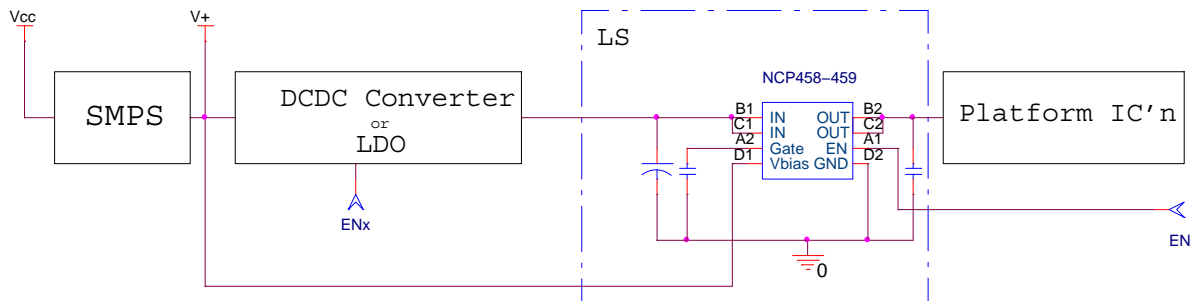 Vcc
V+
LS
NCP458-459
SMPS
DCDC Converter
or
LDO
B1
C1
A2
D1
IN
IN
Gate
Vbias
OUT
OUT
EN
GND
B2
C2
A1
D2
Platform IC'n
ENx
EN
0